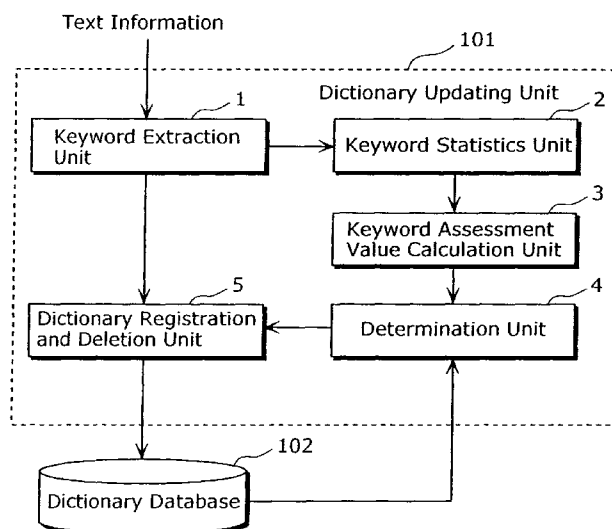 Text Information
101
Dictionary Updating Unit
1
Keyword Extraction
Unit
2
Keyword Statistics Unit
3
Keyword Assessment
Value Calculation Unit
5
Dictionary Registration
and Deletion Unit
4
Determination Unit
102
Dictionary Database